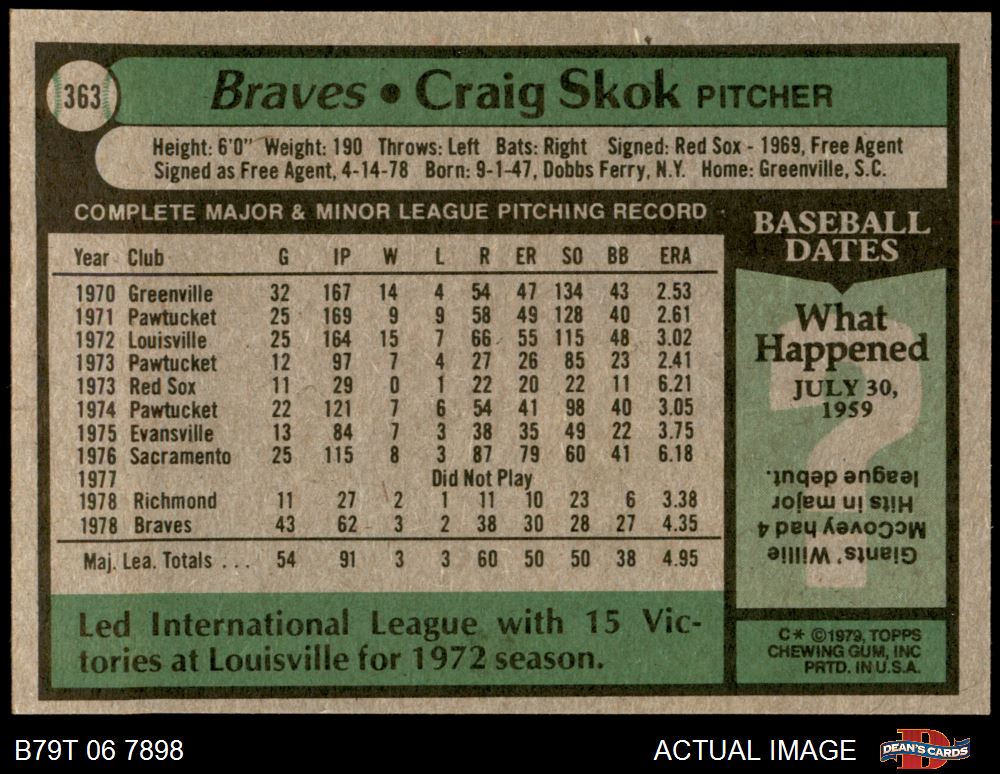 363
Braves • Craig Skok PITCHER
Height: 6'0" Weight: 190 Throws: Left Bats: Right Signed: Red Sox - 1969, Free Agent
Signed as Free Agent, 4-14-78 Born: 9-1-47, Dobbs Ferry, N.Y. Home: Greenville, S.C.
COMPLETE MAJOR & MINOR LEAGUE PITCHING RECORD
Year Club G IP W L R ER SO BB ERA
1970 Greenville 32 167 14 4 54 47 134 43 2.53
1971 Pawtucket 25 169 9 9 58 49 128 40 2.61
1972 Louisville 25 164 15 7 66 55 115 48 3.02
1973 Pawtucket 12 97 7 4 27 26 85 23 2.41
1973 Red Sox 11 29 0 1 22 20 22 11 6.21
1974 Pawtucket 22 121 7 6 54 41 98 40 3.05
1975 Evansville 13 84 7 3 38 35 49 22 3.75
1976 Sacramento 25 115 8 3 87 79 60 41 6.18
1977 Did Not Play
1978 Richmond 11 27 2 1 11 10 23 6 3.38
1978 Braves 43 62 3 2 38 30 28 27 4.35
Maj. Lea. Totals . . . 54 91 3 3 60 50 50 38 4.95
Led International League with 15 Vic-
tories at Louisville for 1972 season.
BASEBALL
DATES
What
Happened
JULY 30,
1959
Giants' Willie
McCovey had 4
Hits in major
league debut.
C* ©1979, TOPPS
CHEWING GUM, INC
PRTD. IN U.S.A.
B79T 06 7898
ACTUAL IMAGE
DEAN'S CARDS